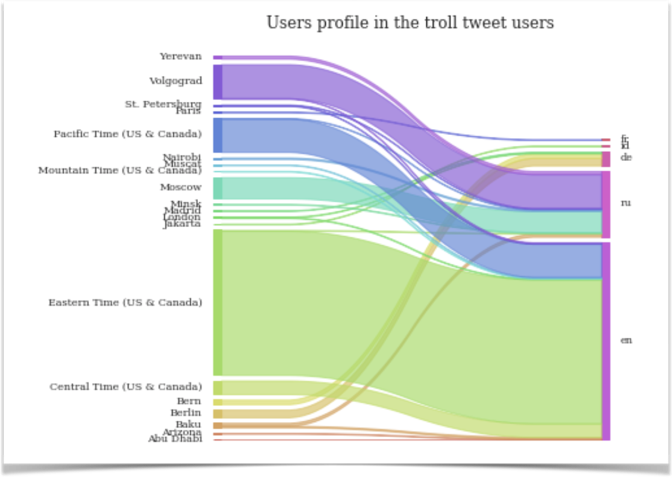 Users profile in the troll tweet users
Yerevan
Volgograd
St. Petersburg
Paris
Pacific Time (US & Canada)
Nairobi
Muscat
Mountain Time (US & Canada)
Moscow
Minsk
Madrid
London
Jakarta
Eastern Time (US & Canada)
Central Time (US & Canada)
Bern
Berlin
Baku
Arizona
Abu Dhabi
fr
id
de
ru
en